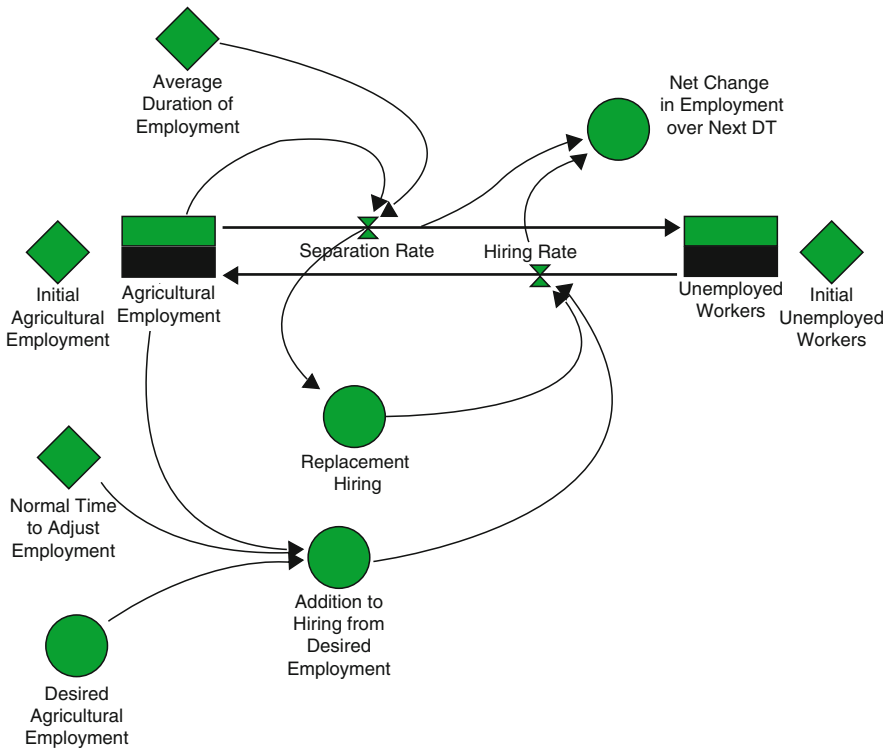 Average
Duration of
Employment
Net Change
in Employment
over Next DT
Separation Rate
Hiring Rate
Initial
Agricultural
Employment
Agricultural
Employment
Unemployed
Workers
Initial
Unemployed
Workers
Replacement
Hiring
Normal Time
to Adjust
Employment
Addition to
Hiring from
Desired
Employment
Desired
Agricultural
Employment